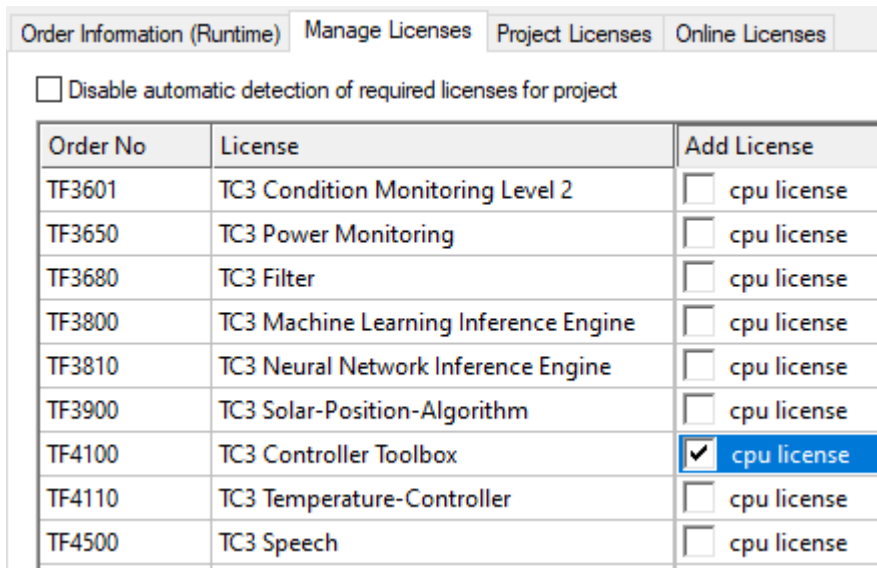 Order Information (Runtime) Manage Licenses Project Licenses Online Licenses
Disable automatic detection of required licenses for project
Order No License Add License
TF3601 TC3 Condition Monitoring Level 2 cpu license
TF3650 TC3 Power Monitoring cpu license
TF3680 TC3 Filter cpu license
TF3800 TC3 Machine Learning Inference Engine cpu license
TF3810 TC3 Neural Network Inference Engine cpu license
TF3900 TC3 Solar-Position-Algorithm cpu license
TF4100 TC3 Controller Toolbox cpu license
TF4110 TC3 Temperature-Controller cpu license
TF4500 TC3 Speech cpu license